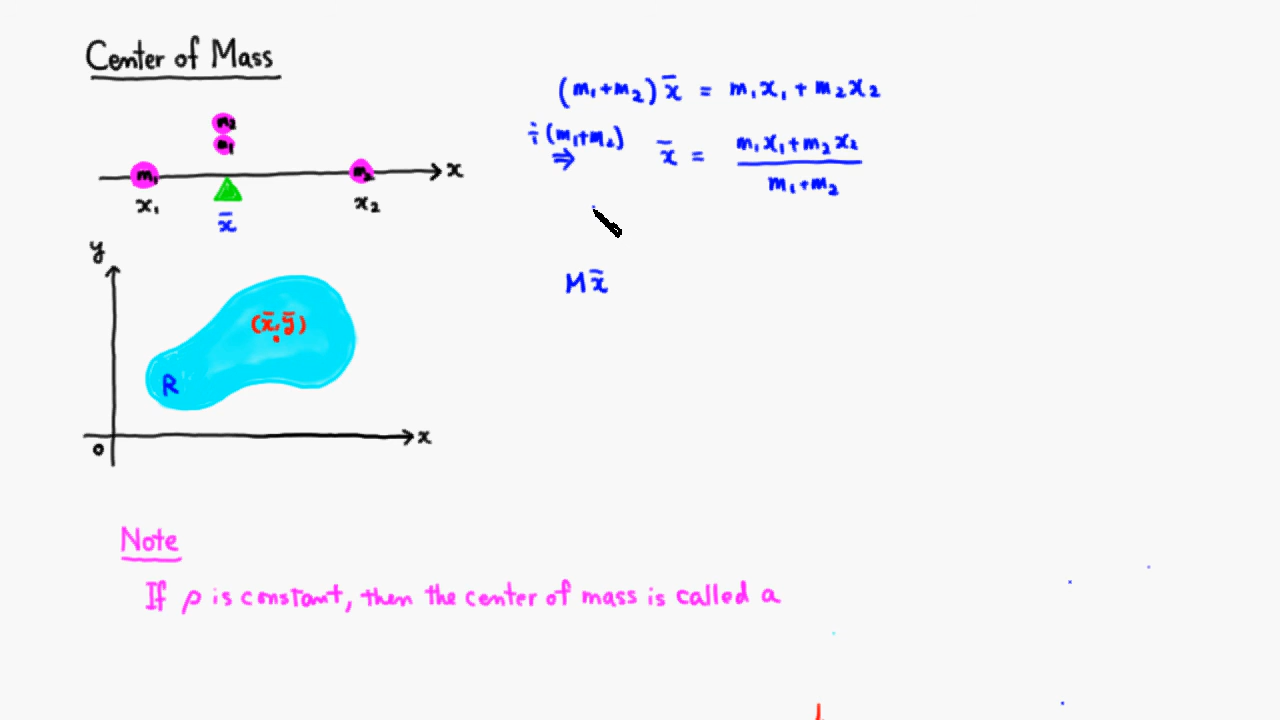 Center of Mass
m₂
m₁
m₁ m₂ x
x₁ x₂
x̄
(m₁+m₂) x̄ = m₁x₁ + m₂x₂
÷(m₁+m₂)
⇒ x̄ = m₁x₁+m₂x₂
m₁+m₂
Mx̄
y
(x̄,ȳ)
R
x
0
Note
If ρ is constant, then the center of mass is called a